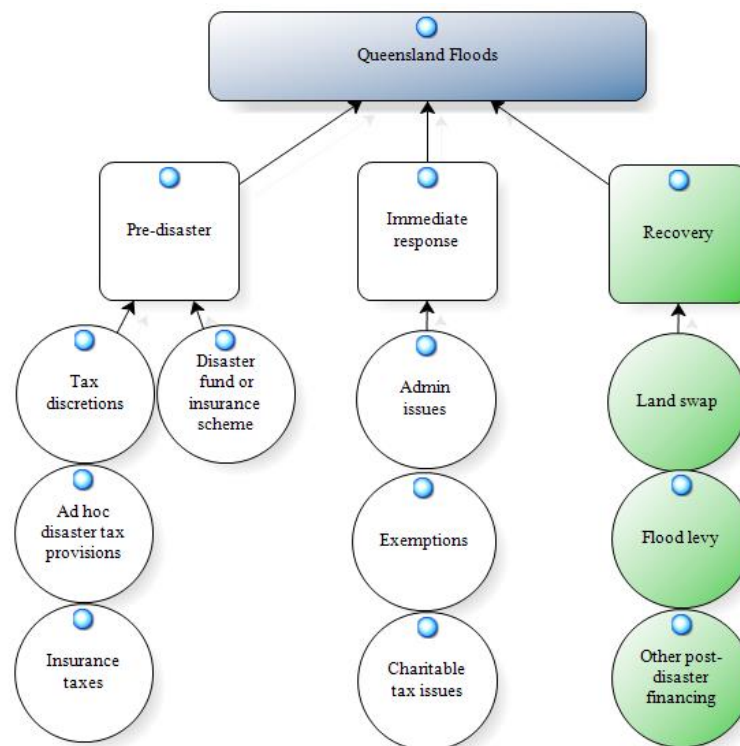 Queensland Floods
Pre-disaster
Immediate
response
Recovery
Tax
discretions
Disaster
fund or
insurance
scheme
Admin
issues
Land swap
Ad hoc
disaster tax
provisions
Exemptions
Flood levy
Insurance
taxes
Charitable
tax issues
Other post-
disaster
financing